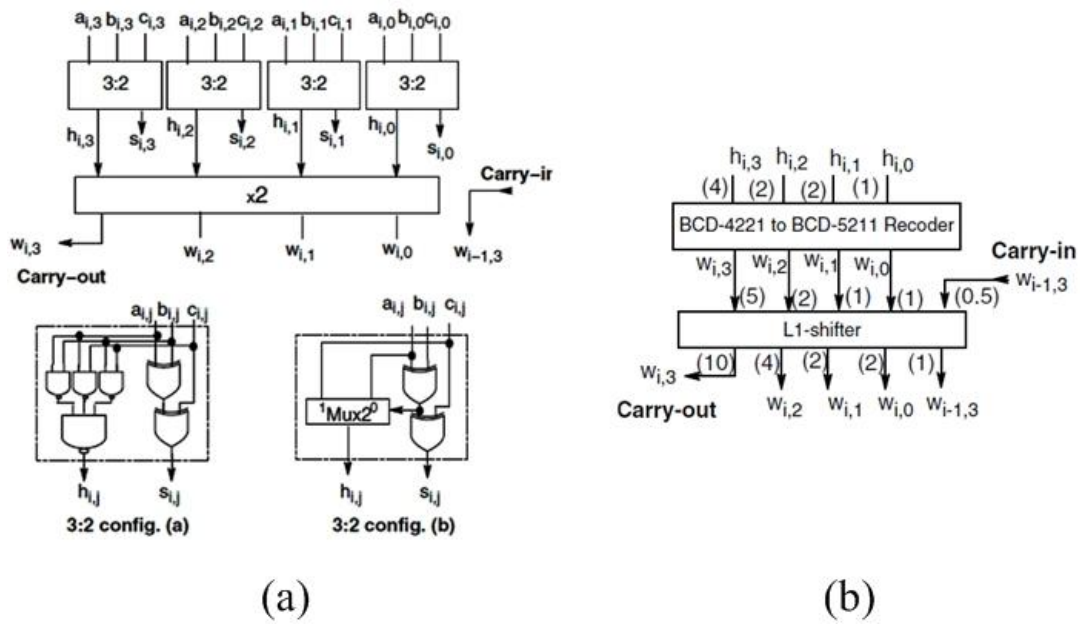 a_{i,3} b_{i,3} c_{i,3} a_{i,2} b_{i,2} c_{i,2} a_{i,1} b_{i,1} c_{i,1} a_{i,0} b_{i,0} c_{i,0}
3:2 3:2 3:2 3:2
h_{i,3} s_{i,3} h_{i,2} s_{i,2} h_{i,1} s_{i,1} h_{i,0} s_{i,0}
Carry-in
x2
w_{i,3} w_{i,2} w_{i,1} w_{i,0} w_{i-1,3}
Carry-out
a_{i,j} b_{i,j} c_{i,j}
h_{i,j} s_{i,j}
3:2 config. (a)
a_{i,j} b_{i,j} c_{i,j}
1Mux2 0
h_{i,j} s_{i,j}
3:2 config. (b)
(a)
h_{i,3} h_{i,2} h_{i,1} h_{i,0}
(4) (2) (2) (1)
BCD-4221 to BCD-5211 Recoder
Carry-in
w_{i,3} w_{i,2} w_{i,1} w_{i,0} w_{i-1,3}
(5) (2) (1) (1) (0.5)
L1-shifter
(10) (4) (2) (2) (1)
w_{i,3}
Carry-out w_{i,2} w_{i,1} w_{i,0} w_{i-1,3}
(b)